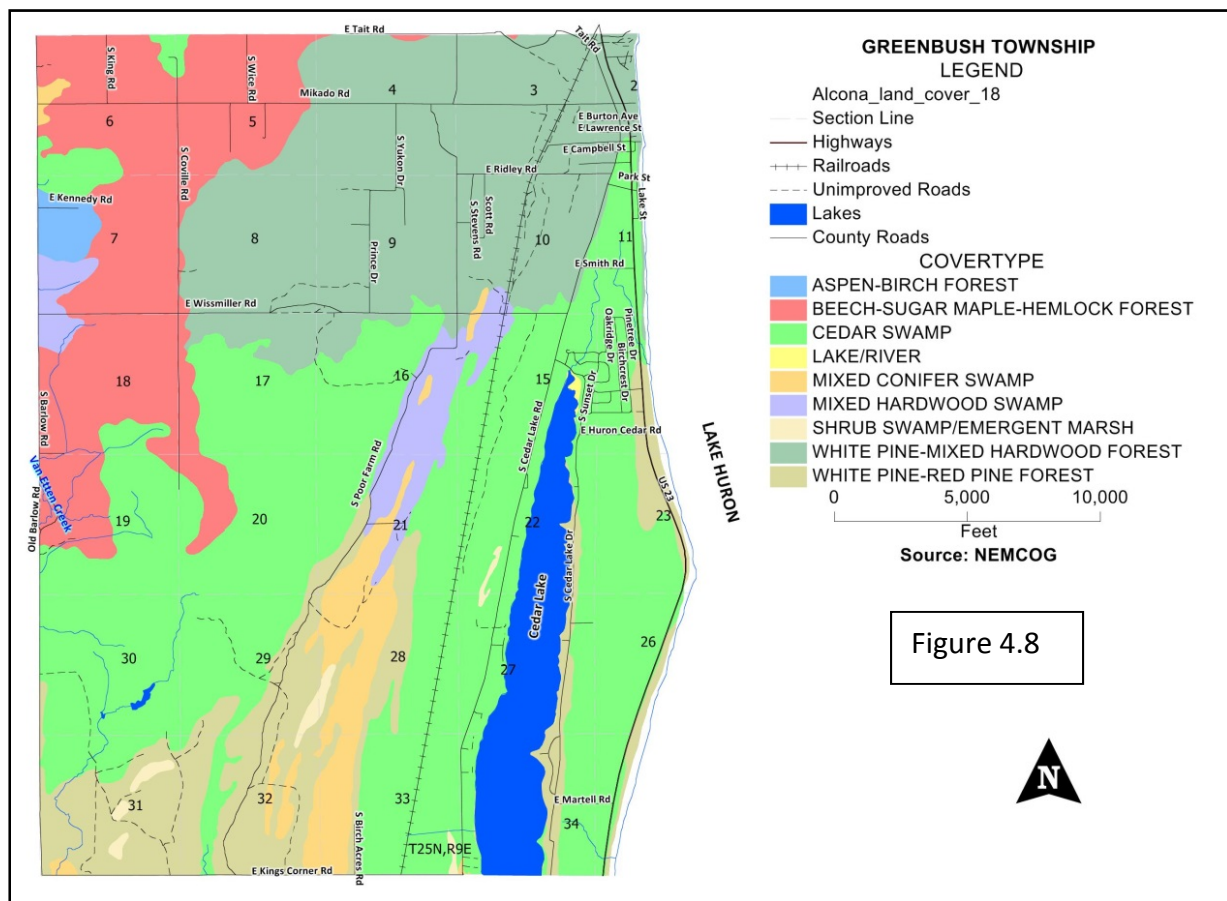 E Tait Rd
Tait Rd
S King Rd
S Wice Rd
4
3
2
Mikado Rd
6
5
E Burton Ave
E Lawrence St
E Campbell St
S Coville Rd
S Yukon Dr
E Ridley Rd
Park St
E Kennedy Rd
Lake St
Scott Rd
S Stevens Rd
7
8
9
10
11
Prince Dr
E Smith Rd
E Wissmiller Rd
Pinetree Dr
Oakridge Dr
Birchcrest Dr
18
17
16
15
S Sunset Dr
S Barlow Rd
S Cedar Lake Rd
E Huron Cedar Rd
LAKE HURON
S Poor Farm Rd
US 23
Van Etten Creek
Old Barlow Rd
19
20
21
22
23
S Cedar Lake Dr
Cedar Lake
30
29
28
27
26
31
32
33
34
E Martell Rd
S Birch Acres Rd
T25N,R9E
E Kings Corner Rd
GREENBUSH TOWNSHIP
LEGEND
Alcona_land_cover_18
Section Line
Highways
Railroads
Unimproved Roads
Lakes
County Roads
COVERTYPE
ASPEN-BIRCH FOREST
BEECH-SUGAR MAPLE-HEMLOCK FOREST
CEDAR SWAMP
LAKE/RIVER
MIXED CONIFER SWAMP
MIXED HARDWOOD SWAMP
SHRUB SWAMP/EMERGENT MARSH
WHITE PINE-MIXED HARDWOOD FOREST
WHITE PINE-RED PINE FOREST
0 5,000 10,000
Feet
Source: NEMCOG
Figure 4.8
N